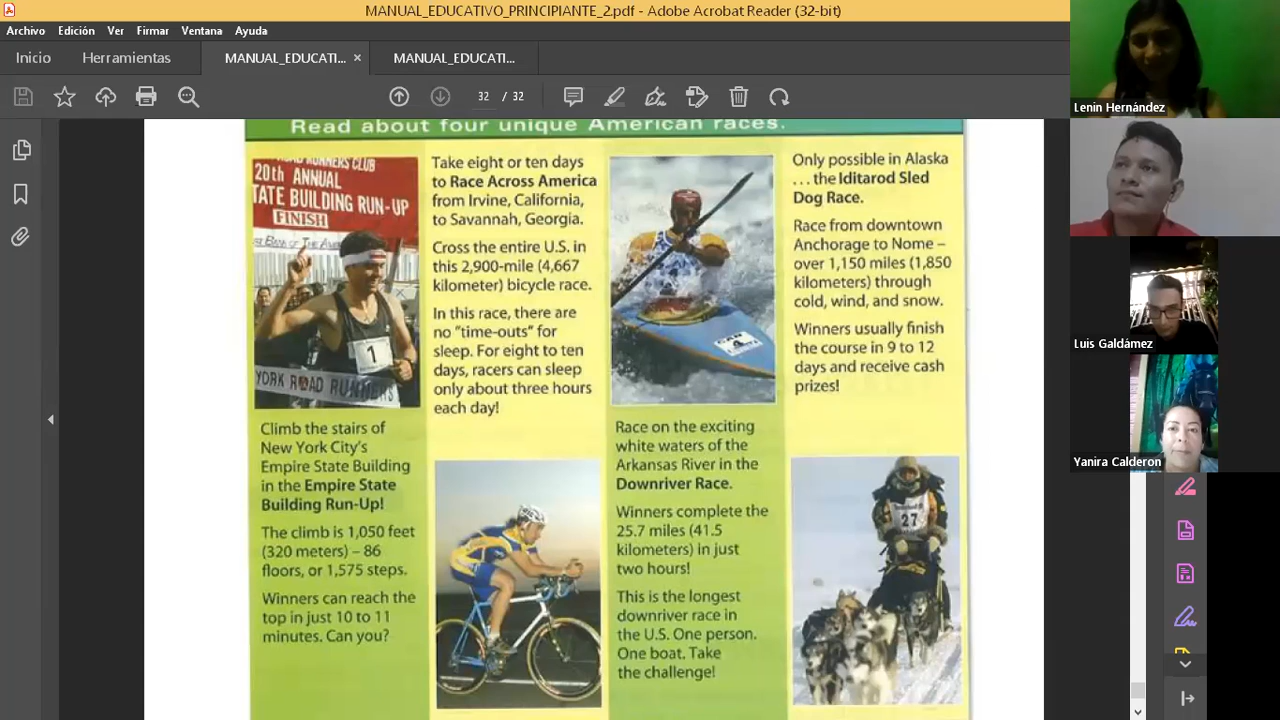 MANUAL_EDUCATIVO_PRINCIPIANTE_2.pdf - Adobe Acrobat Reader (32-bit)
Archivo Edición Ver Firmar Ventana Ayuda
Inicio Herramientas MANUAL_EDUCATI... × MANUAL_EDUCATI...
32 / 32
Read about four unique American races.
ROAD RUNNERS CLUB
20th ANNUAL
TATE BUILDING RUN-UP
FINISH
1
YORK ROAD RUNNERS
Climb the stairs of
New York City's
Empire State Building
in the Empire State
Building Run-Up!
The climb is 1,050 feet
(320 meters) – 86
floors, or 1,575 steps.
Winners can reach the
top in just 10 to 11
minutes. Can you?
Take eight or ten days
to Race Across America
from Irvine, California,
to Savannah, Georgia.
Cross the entire U.S. in
this 2,900-mile (4,667
kilometer) bicycle race.
In this race, there are
no "time-outs" for
sleep. For eight to ten
days, racers can sleep
only about three hours
each day!
Race on the exciting
white waters of the
Arkansas River in the
Downriver Race.
Winners complete the
25.7 miles (41.5
kilometers) in just
two hours!
This is the longest
downriver race in
the U.S. One person.
One boat. Take
the challenge!
Only possible in Alaska
... the Iditarod Sled
Dog Race.
Race from downtown
Anchorage to Nome –
over 1,150 miles (1,850
kilometers) through
cold, wind, and snow.
Winners usually finish
the course in 9 to 12
days and receive cash
prizes!
27
Lenin Hernández
Luis Galdámez
Yanira Calderon